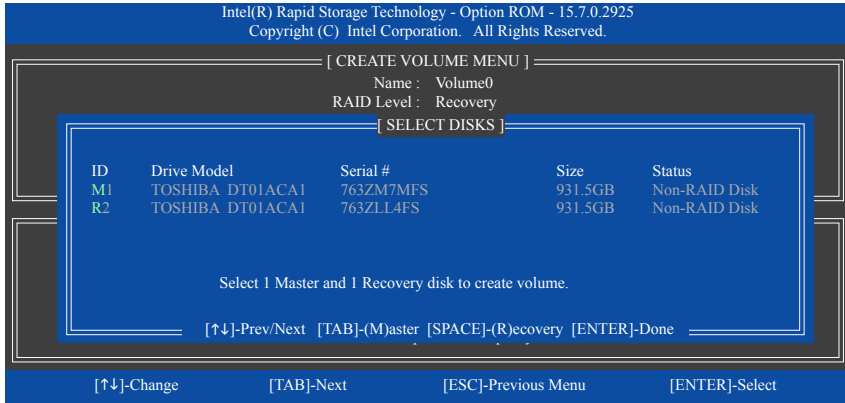 Intel(R) Rapid Storage Technology - Option ROM - 15.7.0.2925
Copyright (C) Intel Corporation. All Rights Reserved.
[ CREATE VOLUME MENU ]
Name : Volume0
RAID Level : Recovery
[ SELECT DISKS ]
ID Drive Model Serial # Size Status
M1 TOSHIBA DT01ACA1 763ZM7MFS 931.5GB Non-RAID Disk
R2 TOSHIBA DT01ACA1 763ZLL4FS 931.5GB Non-RAID Disk
Select 1 Master and 1 Recovery disk to create volume.
[↑↓]-Prev/Next [TAB]-(M)aster [SPACE]-(R)ecovery [ENTER]-Done
[↑↓]-Change [TAB]-Next [ESC]-Previous Menu [ENTER]-Select